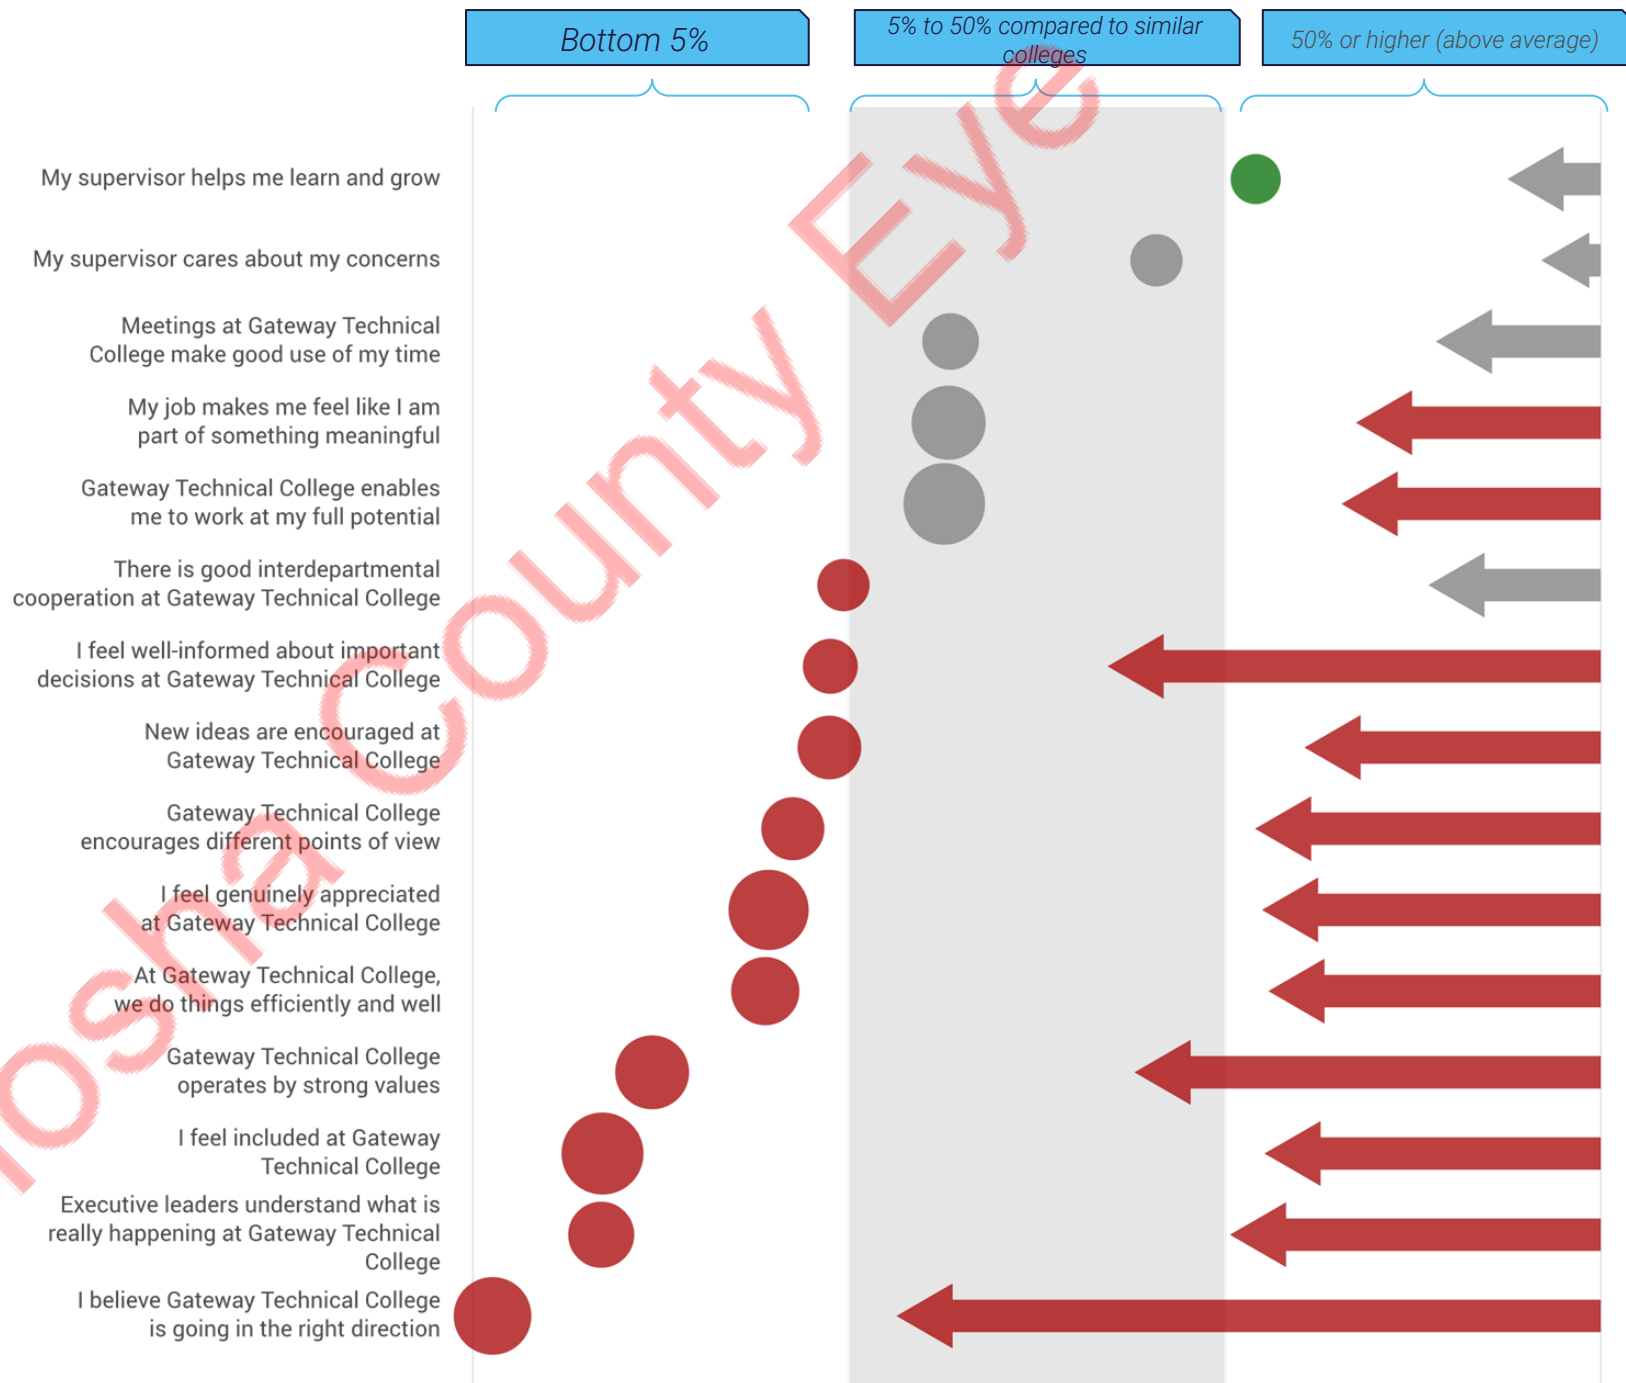 Bottom 5%
5% to 50% compared to similar
colleges
50% or higher (above average)
My supervisor helps me learn and grow
My supervisor cares about my concerns
Meetings at Gateway Technical
College make good use of my time
My job makes me feel like I am
part of something meaningful
Gateway Technical College enables
me to work at my full potential
There is good interdepartmental
cooperation at Gateway Technical College
I feel well-informed about important
decisions at Gateway Technical College
New ideas are encouraged at
Gateway Technical College
Gateway Technical College
encourages different points of view
I feel genuinely appreciated
at Gateway Technical College
At Gateway Technical College,
we do things efficiently and well
Gateway Technical College
operates by strong values
I feel included at Gateway
Technical College
Executive leaders understand what is
really happening at Gateway Technical
College
I believe Gateway Technical College
is going in the right direction
osha County Eye